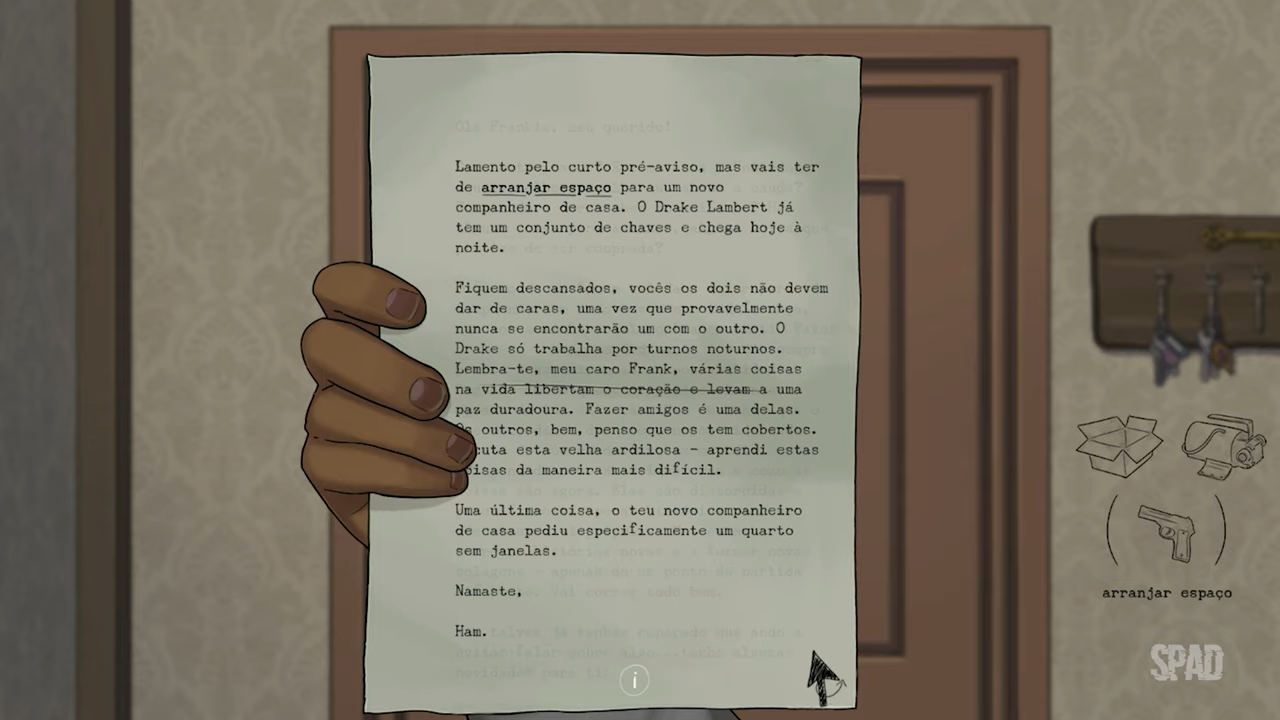 Olá Frankie, meu querido!
Lamento pelo curto pré-aviso, mas vais ter
de arranjar espaço para um novo
companheiro de casa. O Drake Lambert já
tem um conjunto de chaves e chega hoje à
noite.
Fiquem descansados, vocês os dois não devem
dar de caras, uma vez que provavelmente
nunca se encontrarão um com o outro. O
Drake só trabalha por turnos noturnos.
Lembra-te, meu caro Frank, várias coisas
na vida libertam o coração e levam a uma
paz duradoura. Fazer amigos é uma delas.
Os outros, bem, penso que os tem cobertos.
cuta esta velha ardilosa - aprendi estas
oisas da maneira mais difícil.
Uma última coisa, o teu novo companheiro
de casa pediu especificamente um quarto
sem janelas.
Namaste,
Ham.
i
arranjar espaço
SPAD